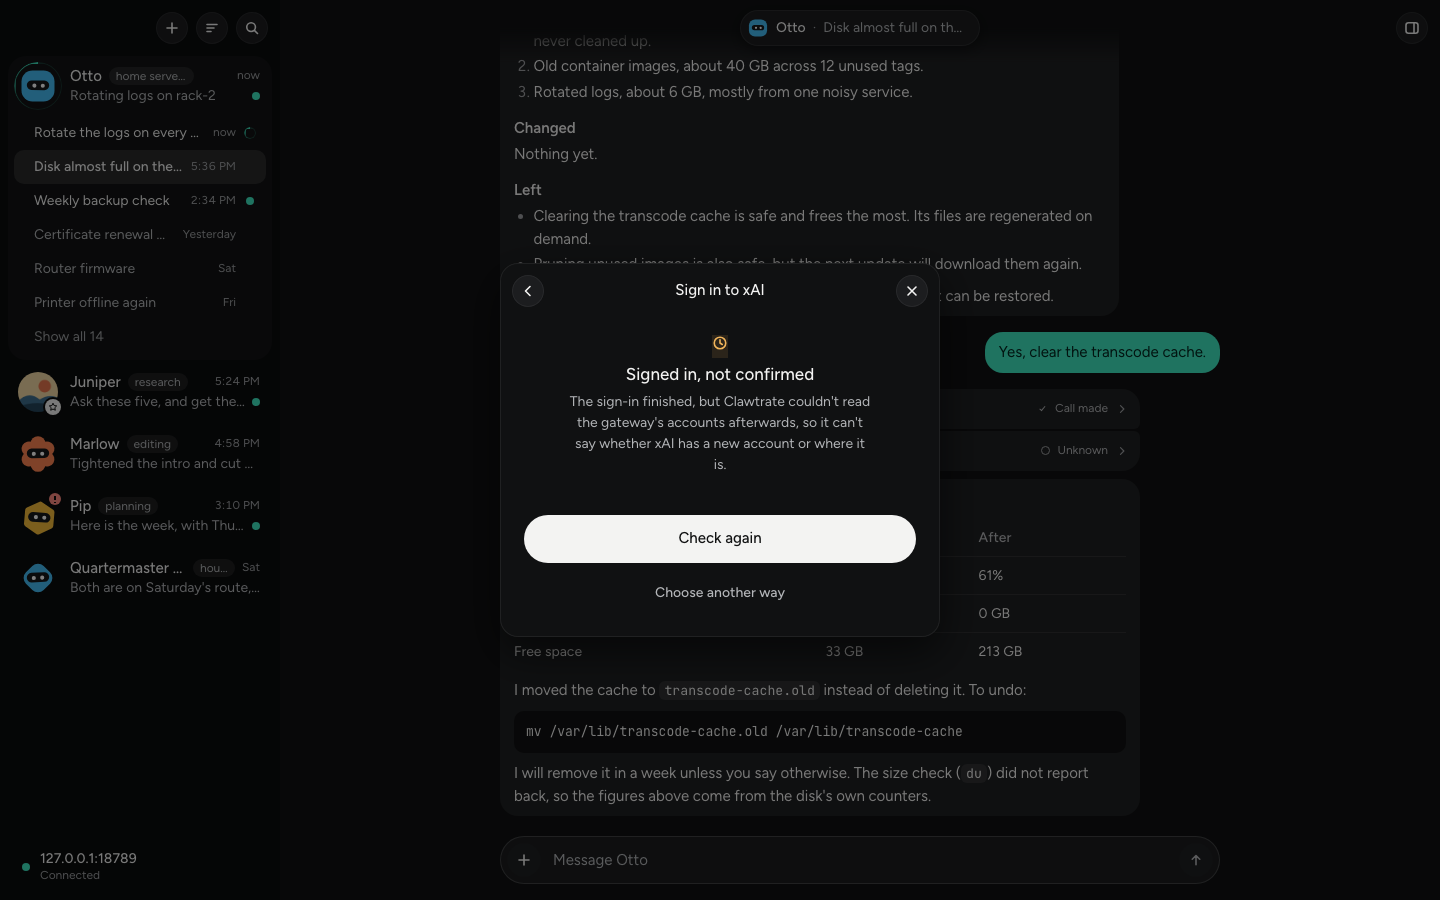 Otto home serve... now
Rotating logs on rack-2
Rotate the logs on every ... now
Disk almost full on the... 5:36 PM
Weekly backup check 2:34 PM
Certificate renewal ... Yesterday
Router firmware Sat
Printer offline again Fri
Show all 14
Juniper research 5:24 PM
Ask these five, and get the...
Marlow editing 4:58 PM
Tightened the intro and cut ...
Pip planning 3:10 PM
Here is the week, with Thu...
Quartermaster ... hou... Sat
Both are on Saturday's route,...
127.0.0.1:18789
Connected
Otto · Disk almost full on th...
never cleaned up.
2. Old container images, about 40 GB across 12 unused tags.
3. Rotated logs, about 6 GB, mostly from one noisy service.
Changed
Nothing yet.
Left
• Clearing the transcode cache is safe and frees the most. Its files are regenerated on
demand.
• Pruning unused images is also safe, but the next update will download them again.
can be restored.
Yes, clear the transcode cache.
Call made
Unknown
Sign in to xAI
Signed in, not confirmed
The sign-in finished, but Clawtrate couldn't read
the gateway's accounts afterwards, so it can't
say whether xAI has a new account or where it
is.
Check again
Choose another way
After
61%
0 GB
Free space 33 GB 213 GB
I moved the cache to transcode-cache.old instead of deleting it. To undo:
mv /var/lib/transcode-cache.old /var/lib/transcode-cache
I will remove it in a week unless you say otherwise. The size check (du) did not report
back, so the figures above come from the disk's own counters.
Message Otto